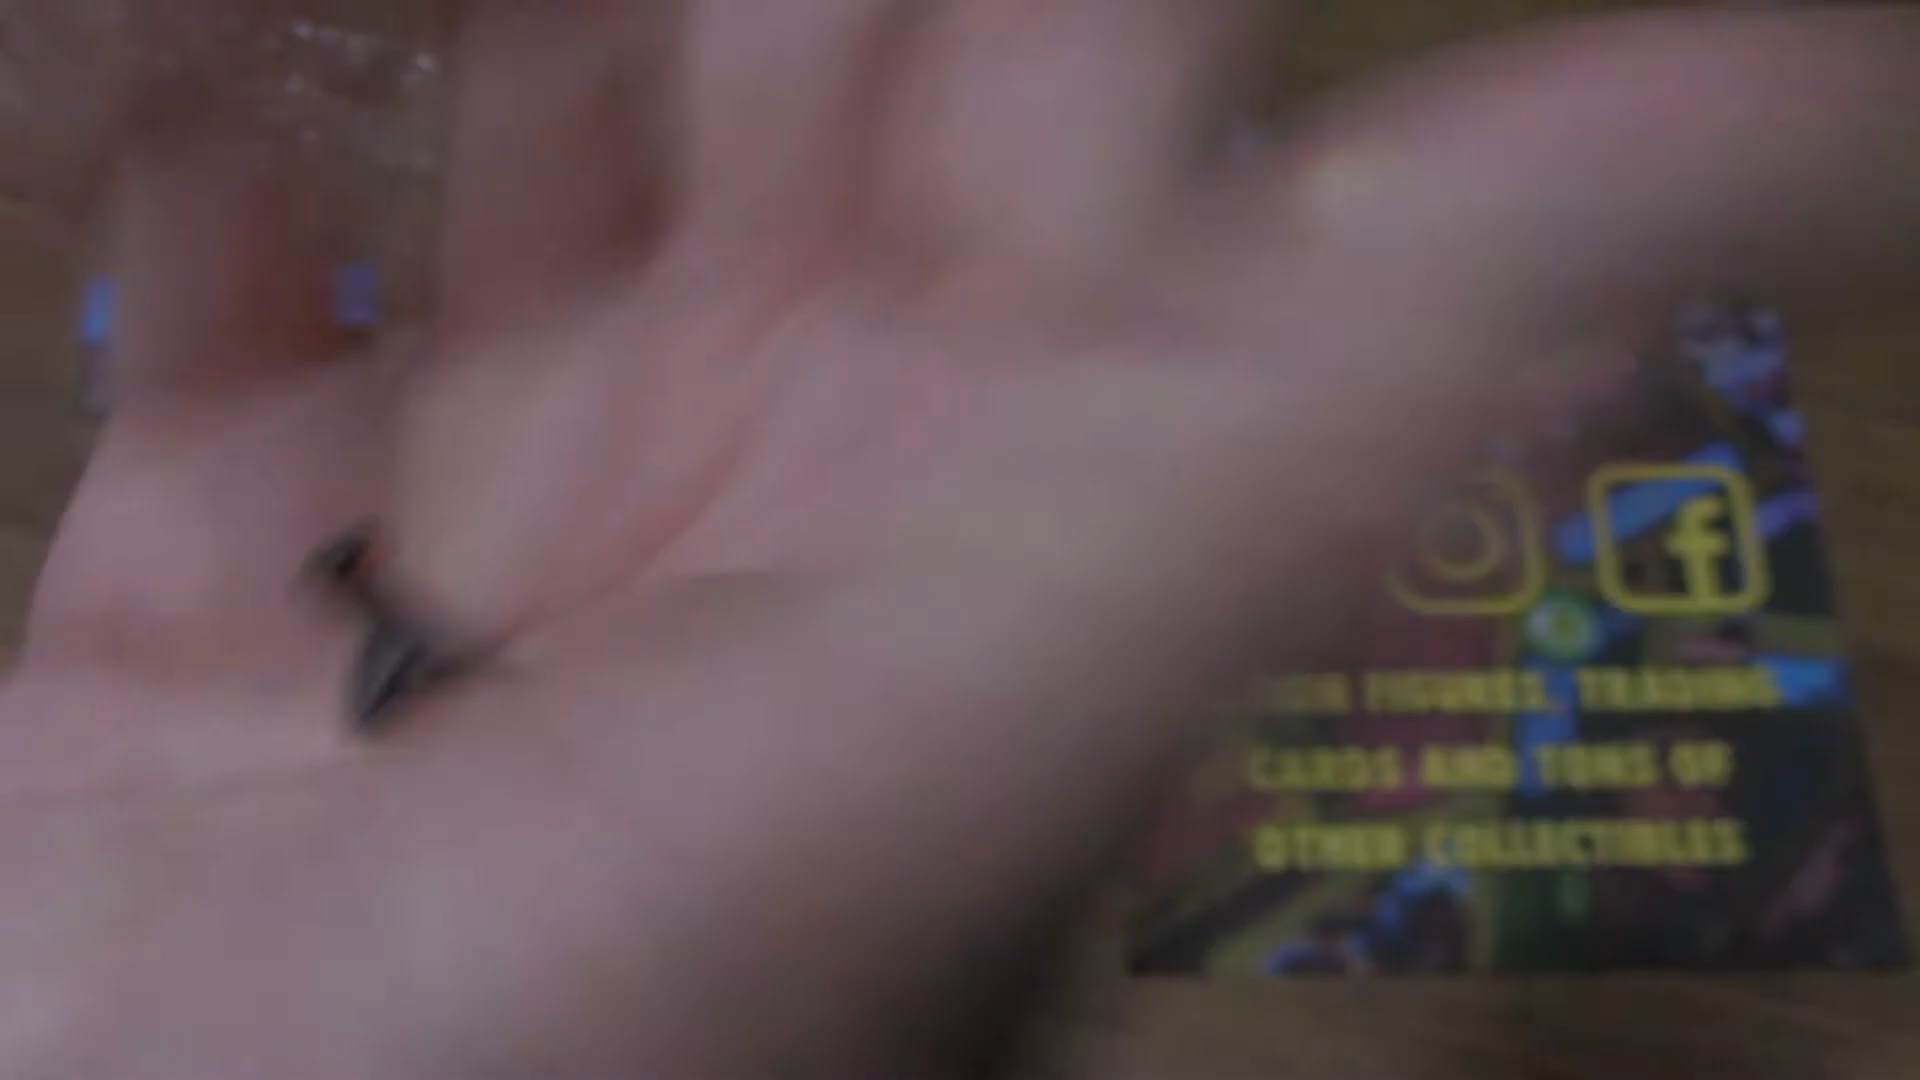 FIGURES, TRADING
CARDS AND TONS OF
OTHER COLLECTIBLES